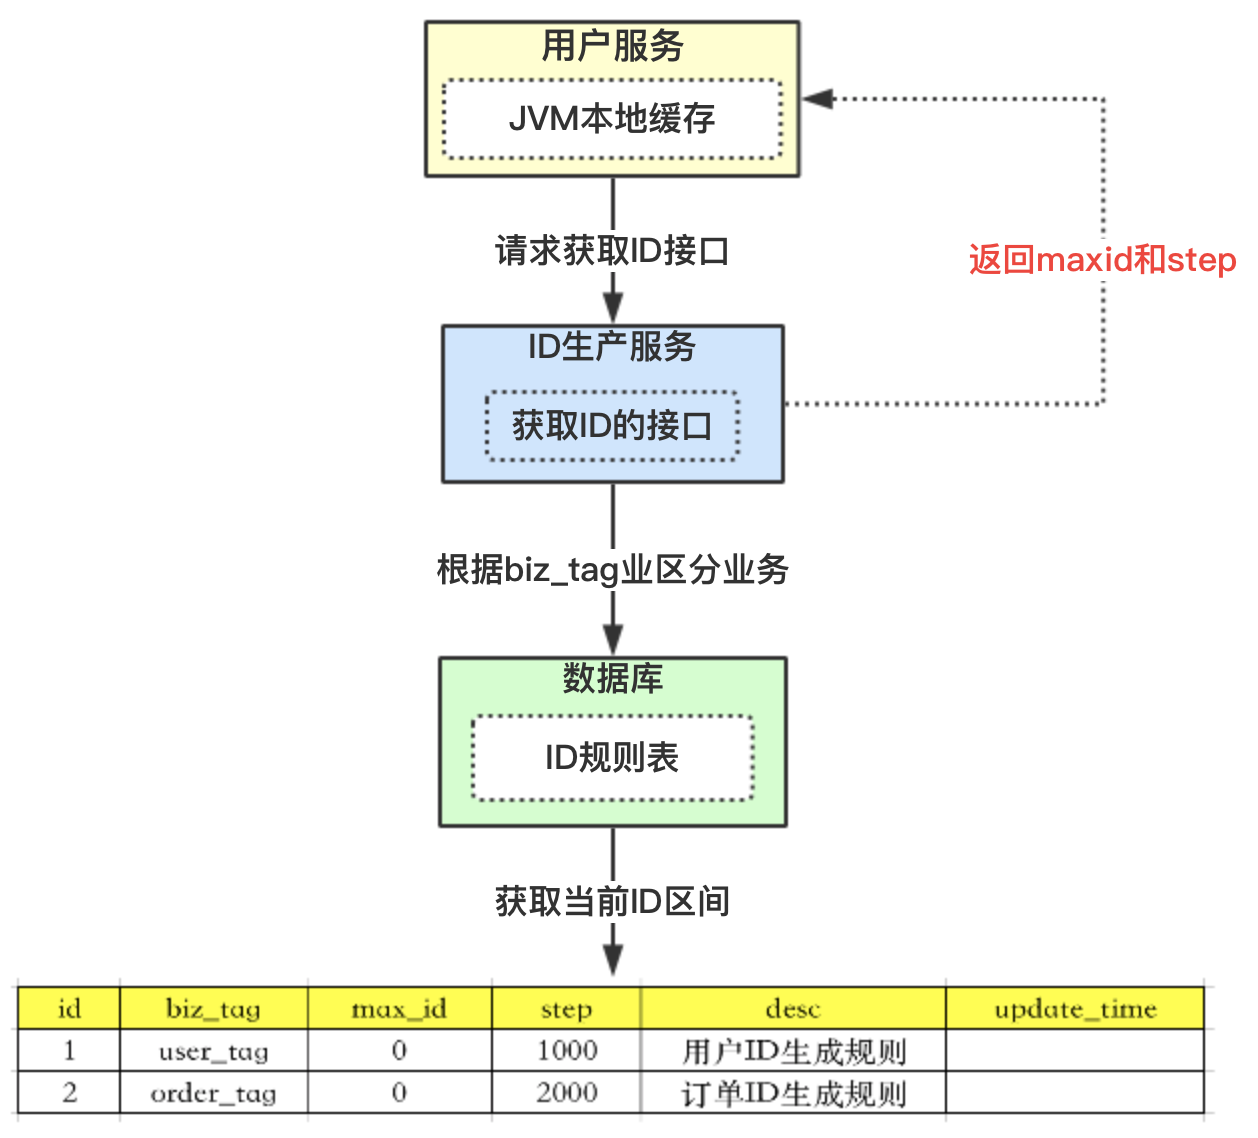 用户服务
JVM本地缓存
请求获取ID接口
返回maxid和step
ID生产服务
获取ID的接口
根据biz_tag业区分业务
数据库
ID规则表
获取当前ID区间
id biz_tag max_id step desc update_time
1 user_tag 0 1000 用户ID生成规则
2 order_tag 0 2000 订单ID生成规则